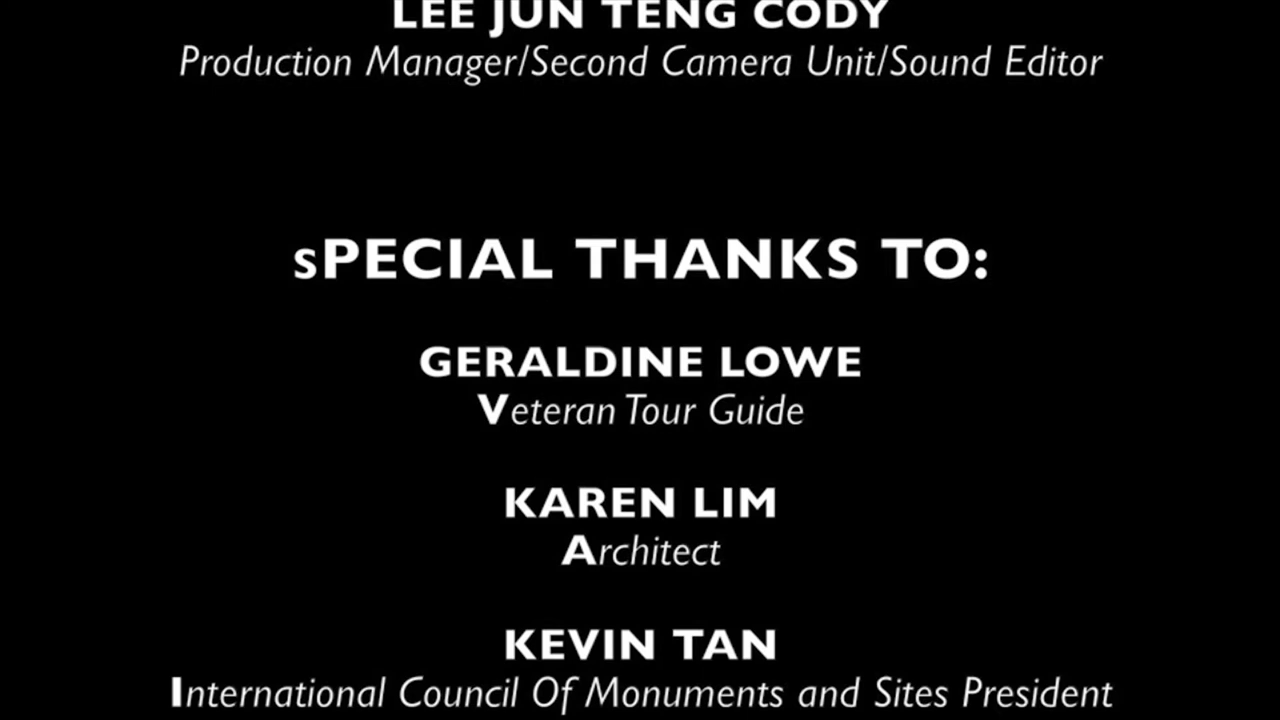 LEE JUN TENG CODY
Production Manager/Second Camera Unit/Sound Editor
sPECIAL THANKS TO:
GERALDINE LOWE
Veteran Tour Guide
KAREN LIM
Architect
KEVIN TAN
International Council Of Monuments and Sites President